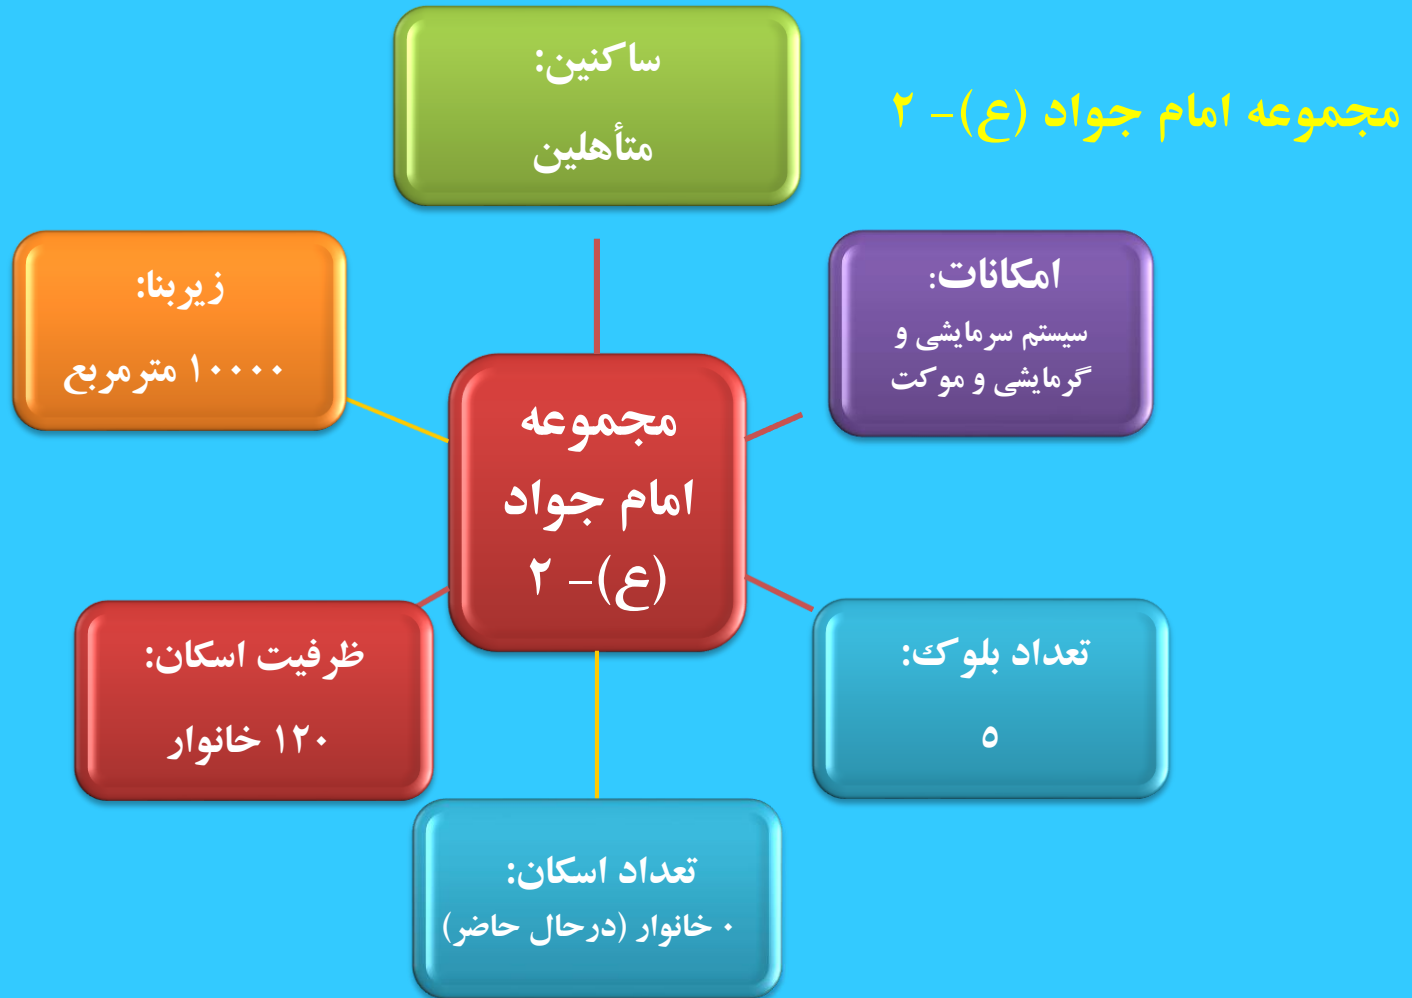 مجموعه امام جواد (ع)- ۲
ساکنین:
متأهلین
امکانات:
سیستم سرمایشی و
گرمایشی و موکت
تعداد بلوک:
۵
تعداد اسکان:
۰ خانوار (درحال حاضر)
ظرفیت اسکان:
۱۲۰ خانوار
زیربنا:
۱۰۰۰۰ مترمربع
مجموعه
امام جواد
(ع)- ۲